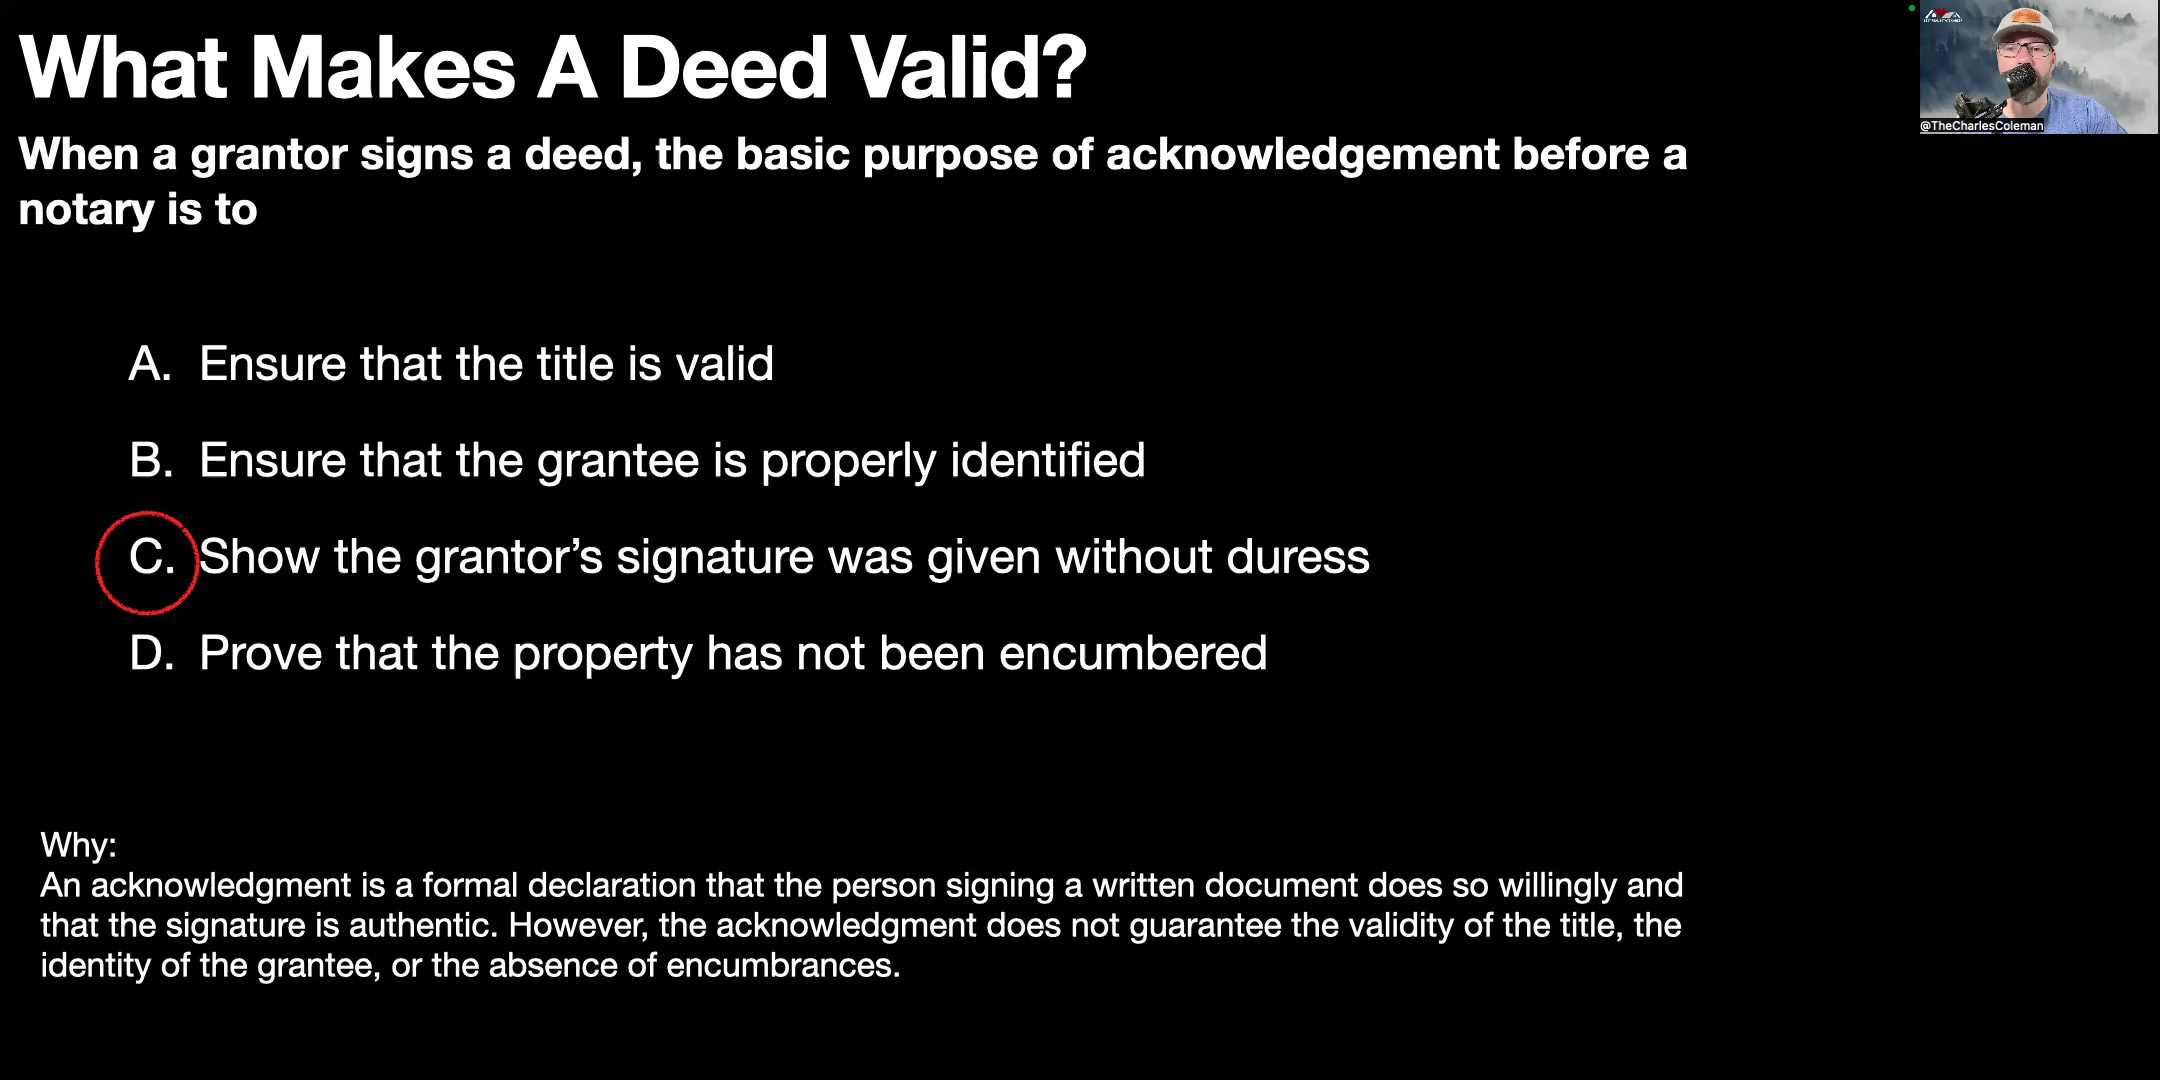 What Makes A Deed Valid?
When a grantor signs a deed, the basic purpose of acknowledgement before a
notary is to
A. Ensure that the title is valid
B. Ensure that the grantee is properly identified
C. Show the grantor’s signature was given without duress
D. Prove that the property has not been encumbered
Why:
An acknowledgment is a formal declaration that the person signing a written document does so willingly and
that the signature is authentic. However, the acknowledgment does not guarantee the validity of the title, the
identity of the grantee, or the absence of encumbrances.
@TheCharlesColeman